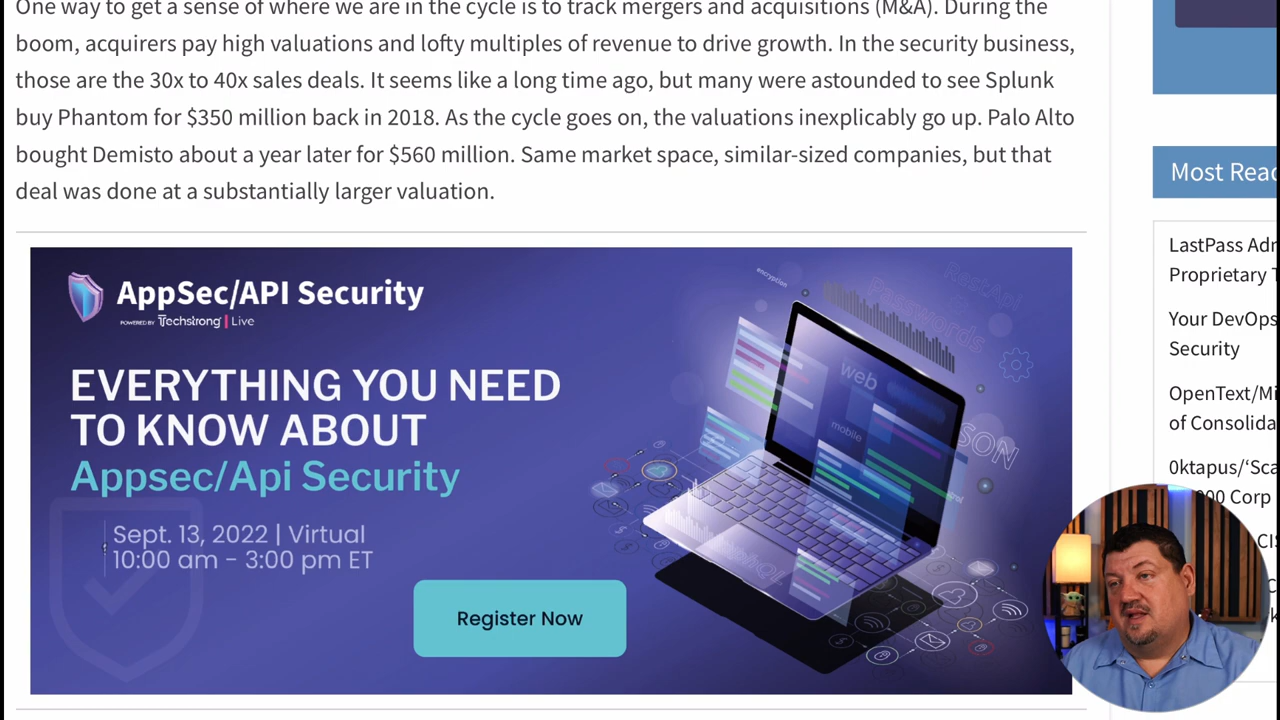 One way to get a sense of where we are in the cycle is to track mergers and acquisitions (M&A). During the
boom, acquirers pay high valuations and lofty multiples of revenue to drive growth. In the security business,
those are the 30x to 40x sales deals. It seems like a long time ago, but many were astounded to see Splunk
buy Phantom for $350 million back in 2018. As the cycle goes on, the valuations inexplicably go up. Palo Alto
bought Demisto about a year later for $560 million. Same market space, similar-sized companies, but that
deal was done at a substantially larger valuation.
AppSec/API Security
POWERED BY Techstrong | Live
EVERYTHING YOU NEED
TO KNOW ABOUT
Appsec/Api Security
Sept. 13, 2022 | Virtual
10:00 am - 3:00 pm ET
Register Now
encryption
RestApi
Passwords
web
mobile
Most Read
LastPass
Proprietary
Your DevOps
Security
of
0ktapus/‘Sca
000 Corp